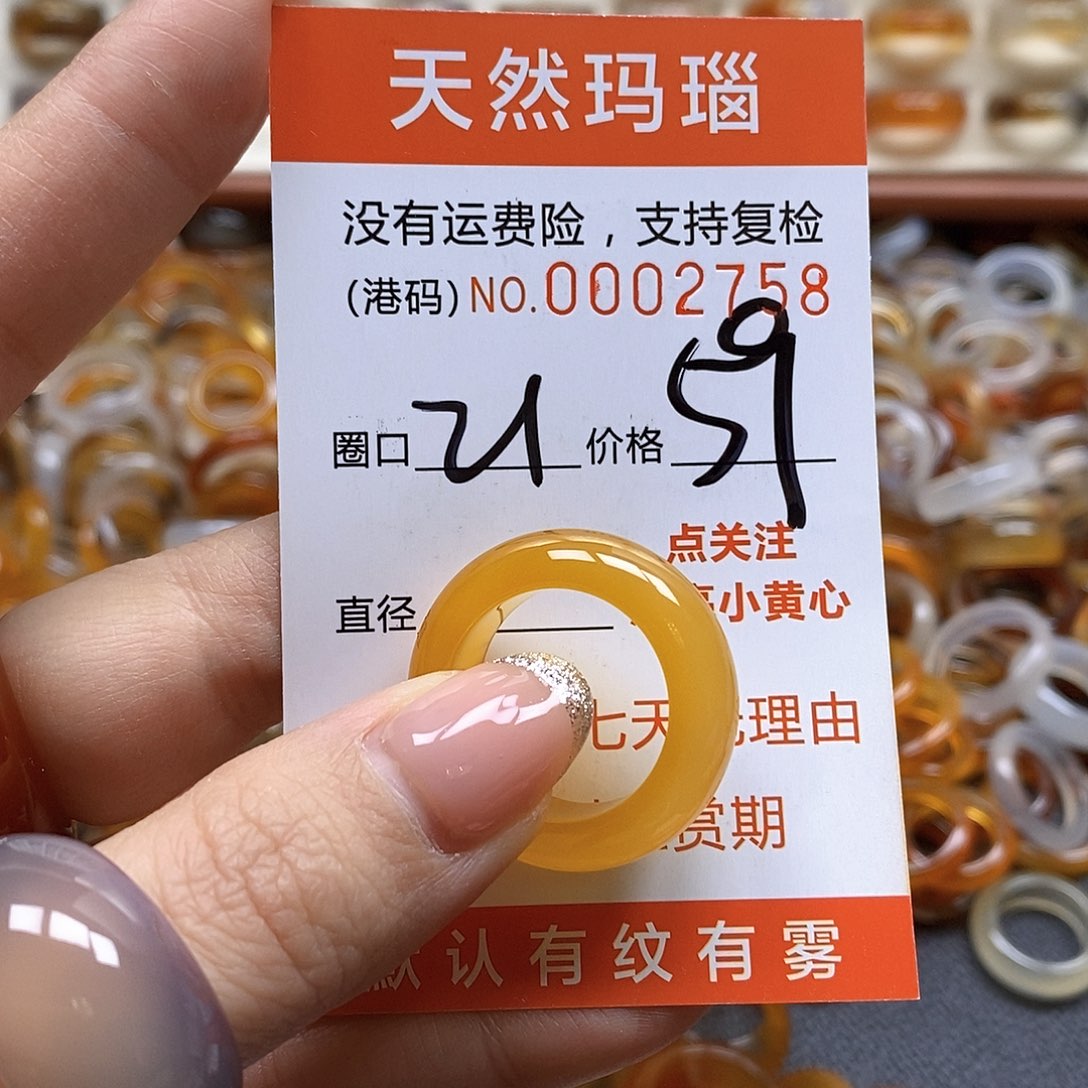 天然玛瑙
没有运费险，支持复检
(港码) NO.0002758
圈口 21 价格 59
点关注
直径
小黄心
七天 理由
赏期
默认有纹有雾